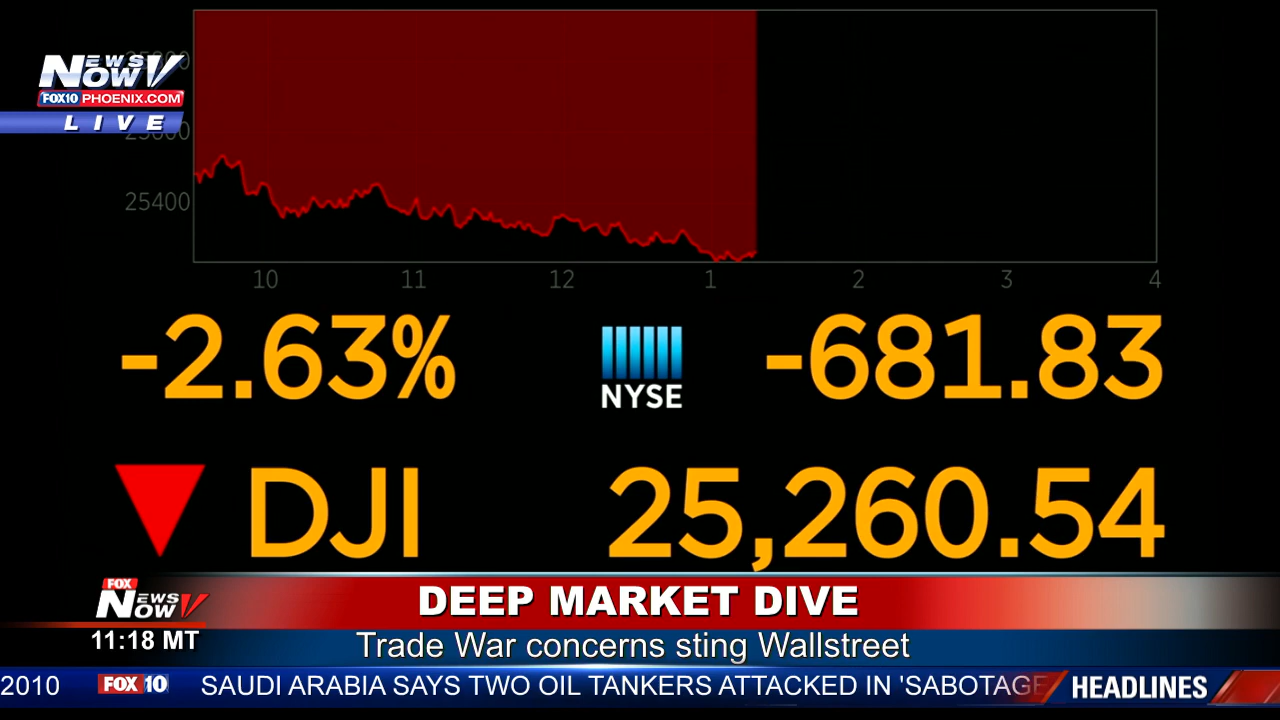 NEWS
NOW
FOX10 PHOENIX.COM
LIVE
25400
10 11 12 1 2 3 4
-2.63% NYSE -681.83
DJI 25,260.54
FOX
NEWS
NOW
DEEP MARKET DIVE
11:18 MT
Trade War concerns sting Wallstreet
2010 FOX 10 SAUDI ARABIA SAYS TWO OIL TANKERS ATTACKED IN 'SABOTAGE HEADLINES